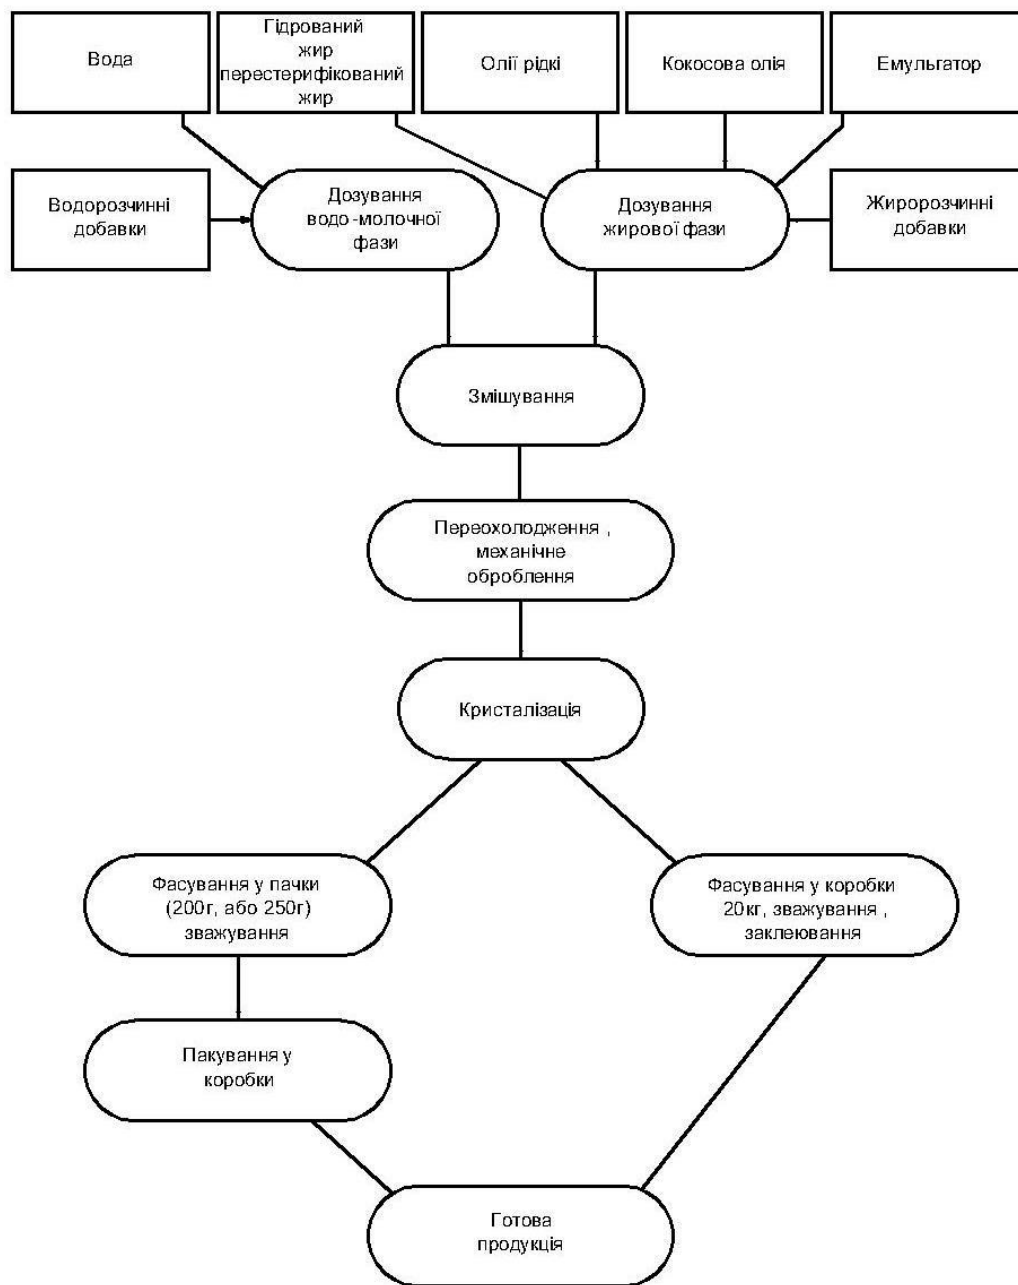 Вода
Гідрований
жир
перестерифікований
жир
Олії рідкі
Кокосова олія
Емульгатор
Водорозчинні
добавки
Дозування
водо -молочної
фази
Дозування
жирової фази
Жиророзчинні
добавки
Змішування
Переохолодження ,
механічне
оброблення
Кристалізація
Фасування у пачки
(200г, або 250г)
зважування
Фасування у коробки
20кг, зважування ,
заклеювання
Пакування у
коробки
Готова
продукція